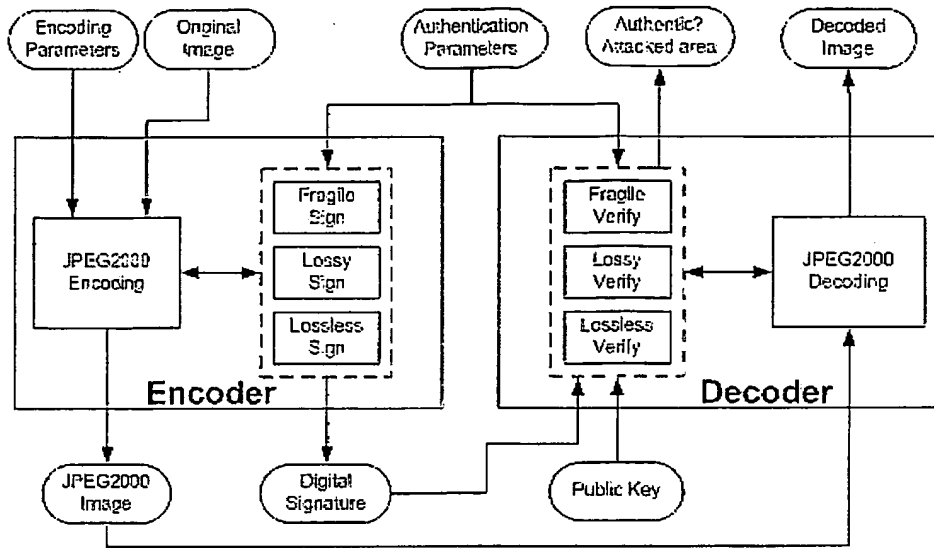 Encoding
Parameters
Original
Image
Authentication
Parameters
Authentic?
Attacked area
Decoded
Image
JPEG2000
Encoding
Fragile
Sign
Lossy
Sign
Lossless
Sign
Encoder
Fragile
Verify
Lossy Verify
Lossless
Verify
JPEG2000
Decoding
Decoder
JPEG2000
Image
Digital
Signature
Public Key